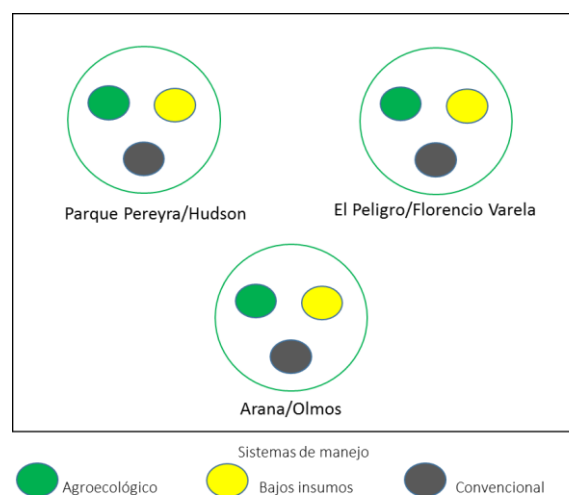 Parque Pereyra/Hudson
El Peligro/Florencio Varela
Arana/Olmos
Sistemas de manejo
Agroecológico
Bajos insumos
Convencional